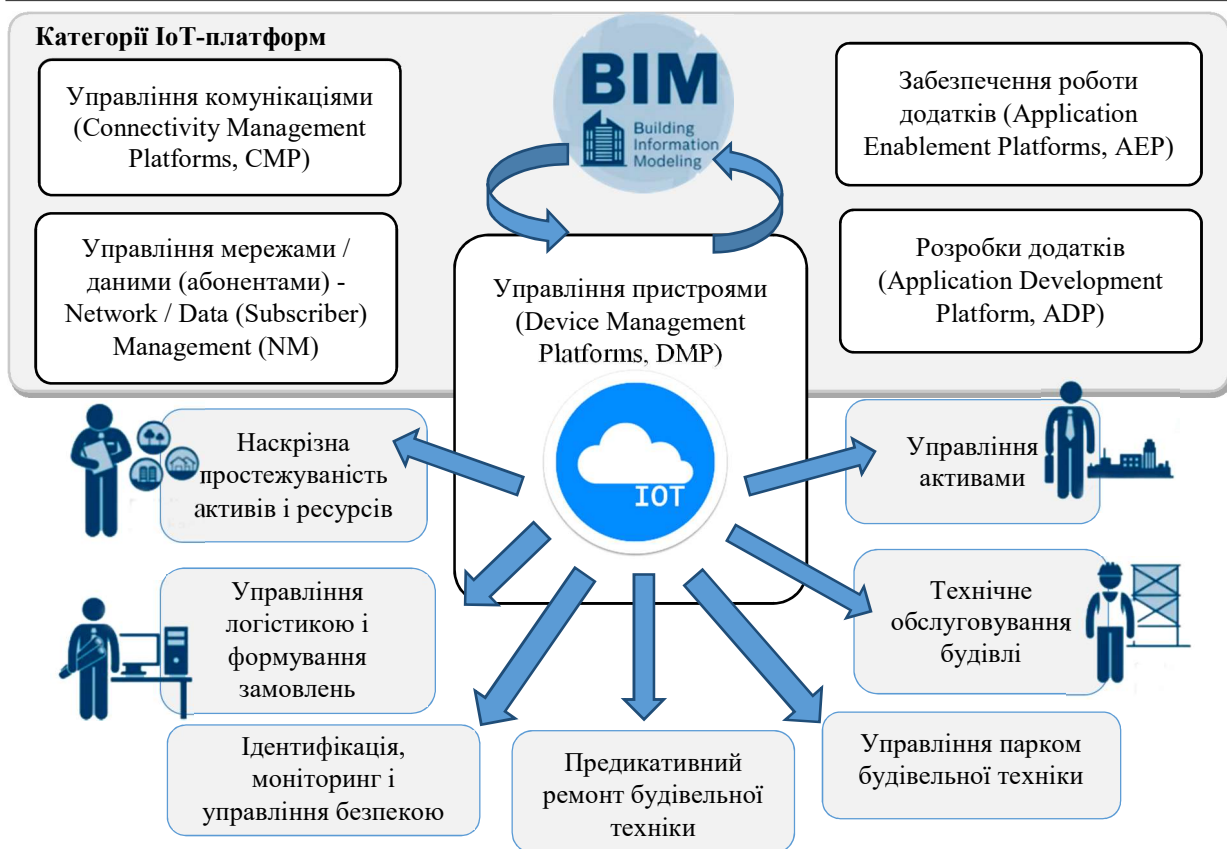 Категорії IoT-платформ
Управління комунікаціями
(Connectivity Management
Platforms, CMP)
BIM
Building
Information
Modeling
Забезпечення роботи
додатків (Application
Enablement Platforms, AEP)
Управління мережами /
даними (абонентами) -
Network / Data (Subscriber)
Management (NM)
Управління пристроями
(Device Management
Platforms, DMP)
Розробки додатків
(Application Development
Platform, ADP)
IOT
Наскрізна
простежуваність
активів і ресурсів
Управління
активами
Управління
логістикою і
формування
замовлень
Технічне
обслуговування
будівлі
Ідентифікація,
моніторинг і
управління безпекою
Предикативний
ремонт будівельної
техніки
Управління парком
будівельної техніки